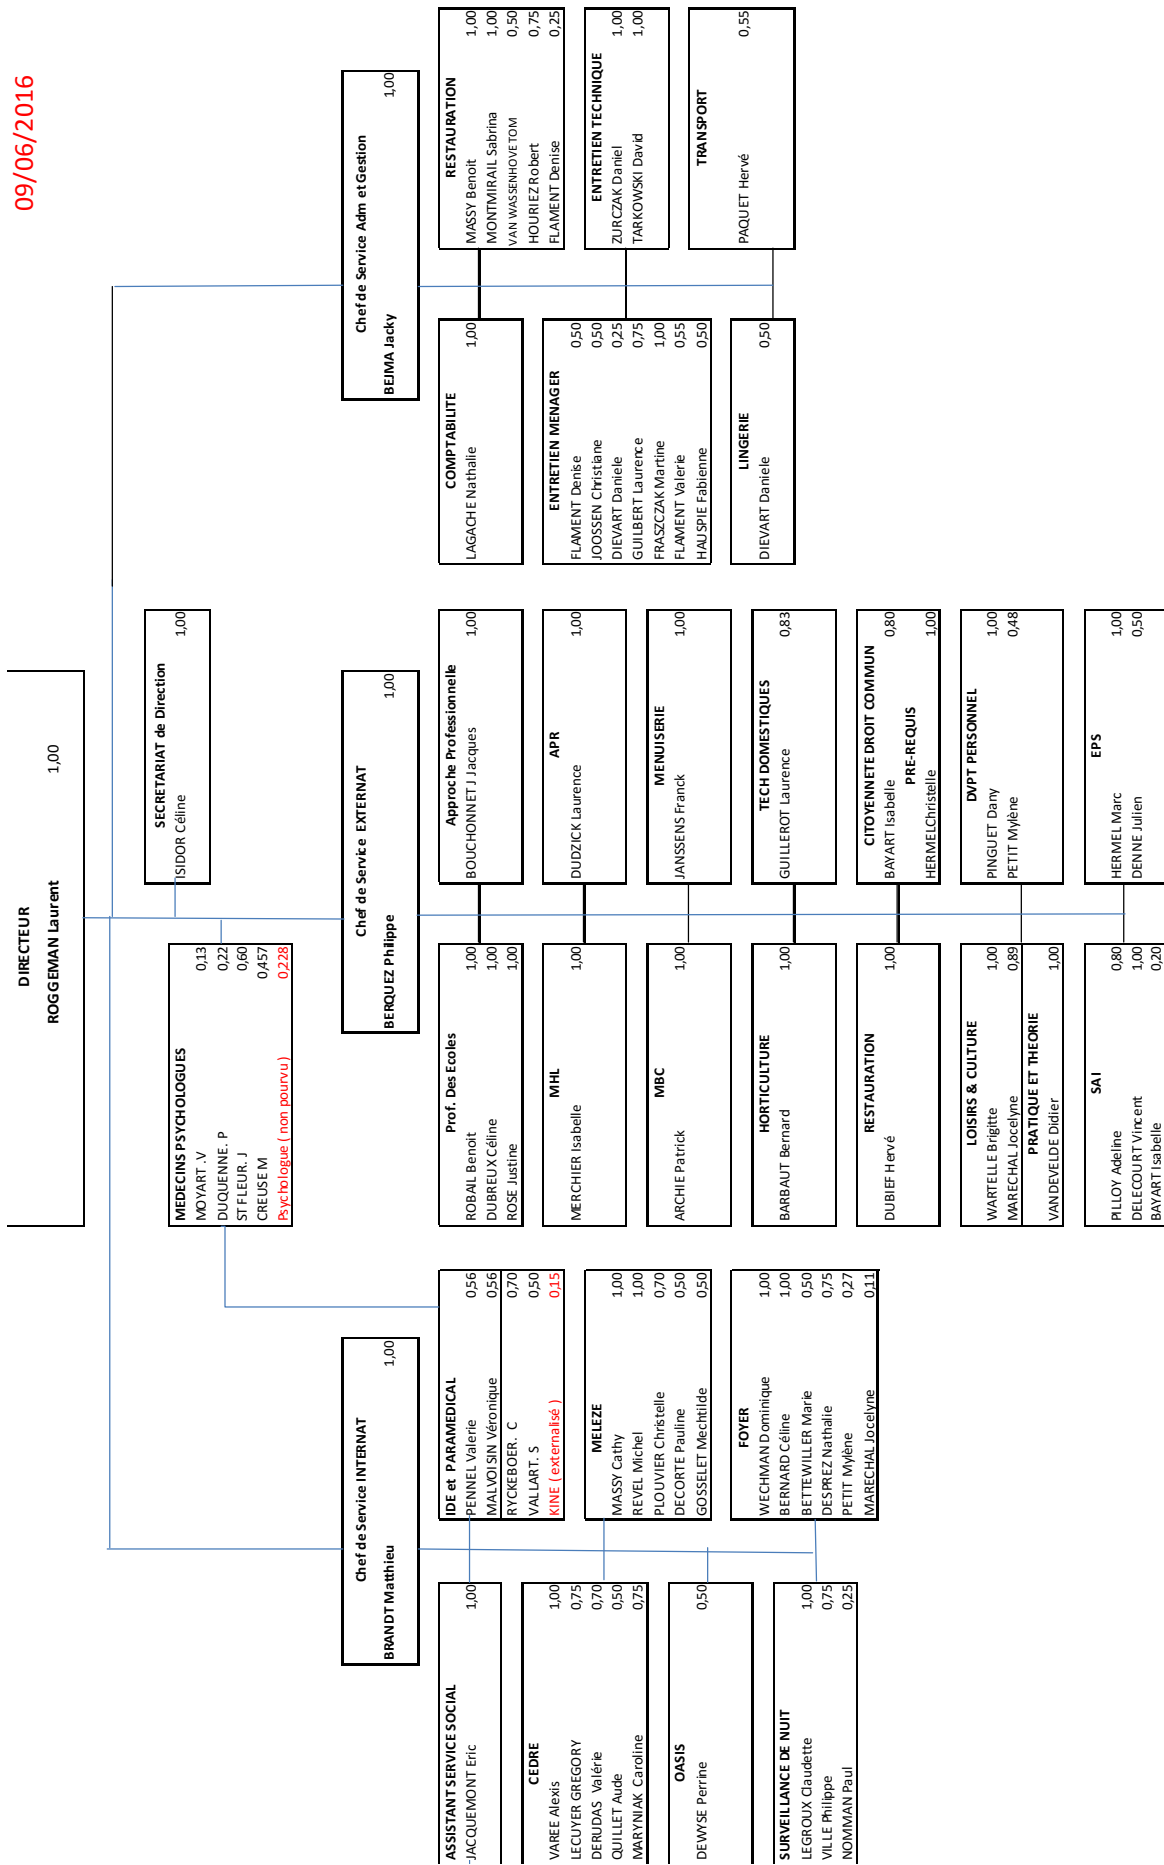 09/06/2016
DIRECTEUR
ROGGEMAN Laurent 1,00
SECRETARIAT de Direction
ISIDOR Céline 1,00
MEDECINS PSYCHOLOGUES
MOYART .V 0,13
DUQUENNE. P 0,22
ST FLEUR. J 0,60
CREUSE M 0,457
Psychologue ( non pourvu ) 0,228
Chef de Service INTERNAT
BRANDT Matthieu 1,00
Chef de Service EXTERNAT
BERQUEZ Philippe 1,00
Chef de Service Adm et Gestion
BEJMA Jacky 1,00
ASSISTANT SERVICE SOCIAL
JACQUEMONT Eric 1,00
CEDRE
VAREE Alexis 1,00
LECUYER GREGORY 0,75
DERUDAS Valérie 0,70
QUILLET Aude 0,50
MARYNIAK Caroline 0,75
OASIS
DEWYSE Perrine 0,50
SURVEILLANCE DE NUIT
LEGROUX Claudette 1,00
VILLE Philippe 0,75
NOMMAN Paul 0,25
IDE et PARAMEDICAL
PENNEL Valerie 0,56
MALVOISIN Véronique 0,56
RYCKEBOER. C 0,70
VALLART. S 0,50
KINE ( externalisé ) 0,15
MELEZE
MASSY Cathy 1,00
REVEL Michel 1,00
PLOUVIER Christelle 0,70
DECORTE Pauline 0,50
GOSSELET Mechtilde 0,50
FOYER
WECHMAN Dominique 1,00
BERNARD Céline 1,00
BETTEWILLER Marie 0,50
DESPREZ Nathalie 0,75
PETIT Mylène 0,27
MARECHAL Jocelyne 0,11
Prof. Des Ecoles
ROBAIL Benoit 1,00
DUBREUX Céline 1,00
ROSE Justine 1,00
MHL
MERCHER Isabelle 1,00
MBC
ARCHIE Patrick 1,00
HORTICULTURE
BARBAUT Bernard 1,00
RESTAURATION
DUBIEF Hervé 1,00
LOISIRS & CULTURE
WARTELLE Brigitte 1,00
MARECHAL Jocelyne 0,89
PRATIQUE ET THEORIE
VANDEVELDE Didier 1,00
SAI
PILLOY Adeline 0,80
DELECOURT Vincent 1,00
BAYART Isabelle 0,20
Approche Professionnelle
BOUCHONNET J Jacques 1,00
APR
DUDZICK Laurence 1,00
MENUISERIE
JANSSENS Franck 1,00
TECH DOMESTIQUES
GUILLEROT Laurence 0,83
CITOYENNETE DROIT COMMUN
BAYART Isabelle 0,80
PRE-REQUIS
HERMEL Christelle 1,00
DVPT PERSONNEL
PINGUET Dany 1,00
PETIT Mylène 0,48
EPS
HERMEL Marc 1,00
DENNE Julien 0,50
COMPTABILITE
LAGACHE Nathalie 1,00
ENTRETIEN MENAGER
FLAMENT Denise 0,50
JOOSSEN Christiane 0,50
DIEVART Daniele 0,25
GUILBERT Laurence 0,75
FRASZCZAK Martine 1,00
FLAMENT Valerie 0,55
HAUSPIE Fabienne 0,50
LINGERIE
DIEVART Daniele 0,50
RESTAURATION
MASSY Benoit 1,00
MONTMIRAIL Sabrina 1,00
VAN WASSENHOVE TOM 0,50
HOURIEZ Robert 0,75
FLAMENT Denise 0,25
ENTRETIEN TECHNIQUE
ZURCZAK Daniel 1,00
TARKOWSKI David 1,00
TRANSPORT
PAQUET Hervé 0,55